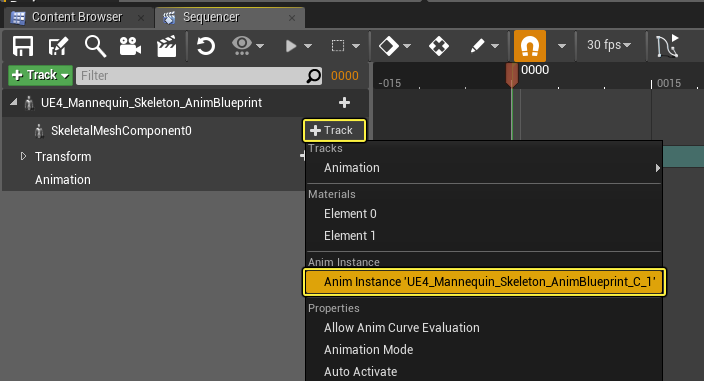 Content Browser
Sequencer
30 fps
Track
Filter
0000
0000
-015
0015
UE4_Mannequin_Skeleton_AnimBlueprint
SkeletalMeshComponent0
Track
Transform
Animation
Tracks
Animation
Materials
Element 0
Element 1
Anim Instance
Anim Instance 'UE4_Mannequin_Skeleton_AnimBlueprint_C_1'
Properties
Allow Anim Curve Evaluation
Animation Mode
Auto Activate